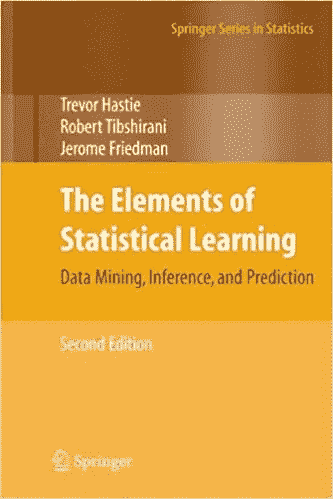 Springer Series in Statistics
Trevor Hastie
Robert Tibshirani
Jerome Friedman
The Elements of
Statistical Learning
Data Mining, Inference, and Prediction
Second Edition
Springer